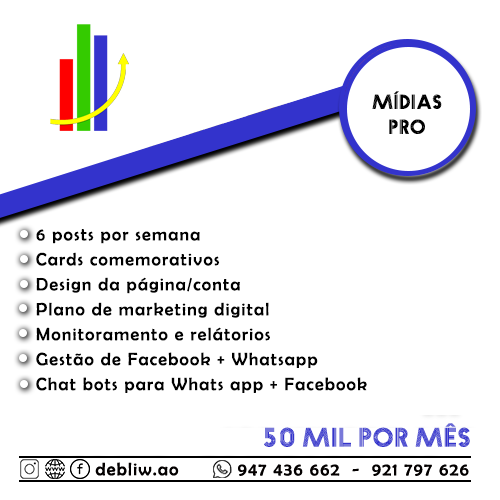 MÍDIAS
PRO
6 posts por semana
Cards comemorativos
Design da página/conta
Plano de marketing digital
Monitoramento e relátorios
Gestão de Facebook + Whatsapp
Chat bots para Whats app + Facebook
50 MIL POR MÊS
debliw.ao 947 436 662 - 921 797 626